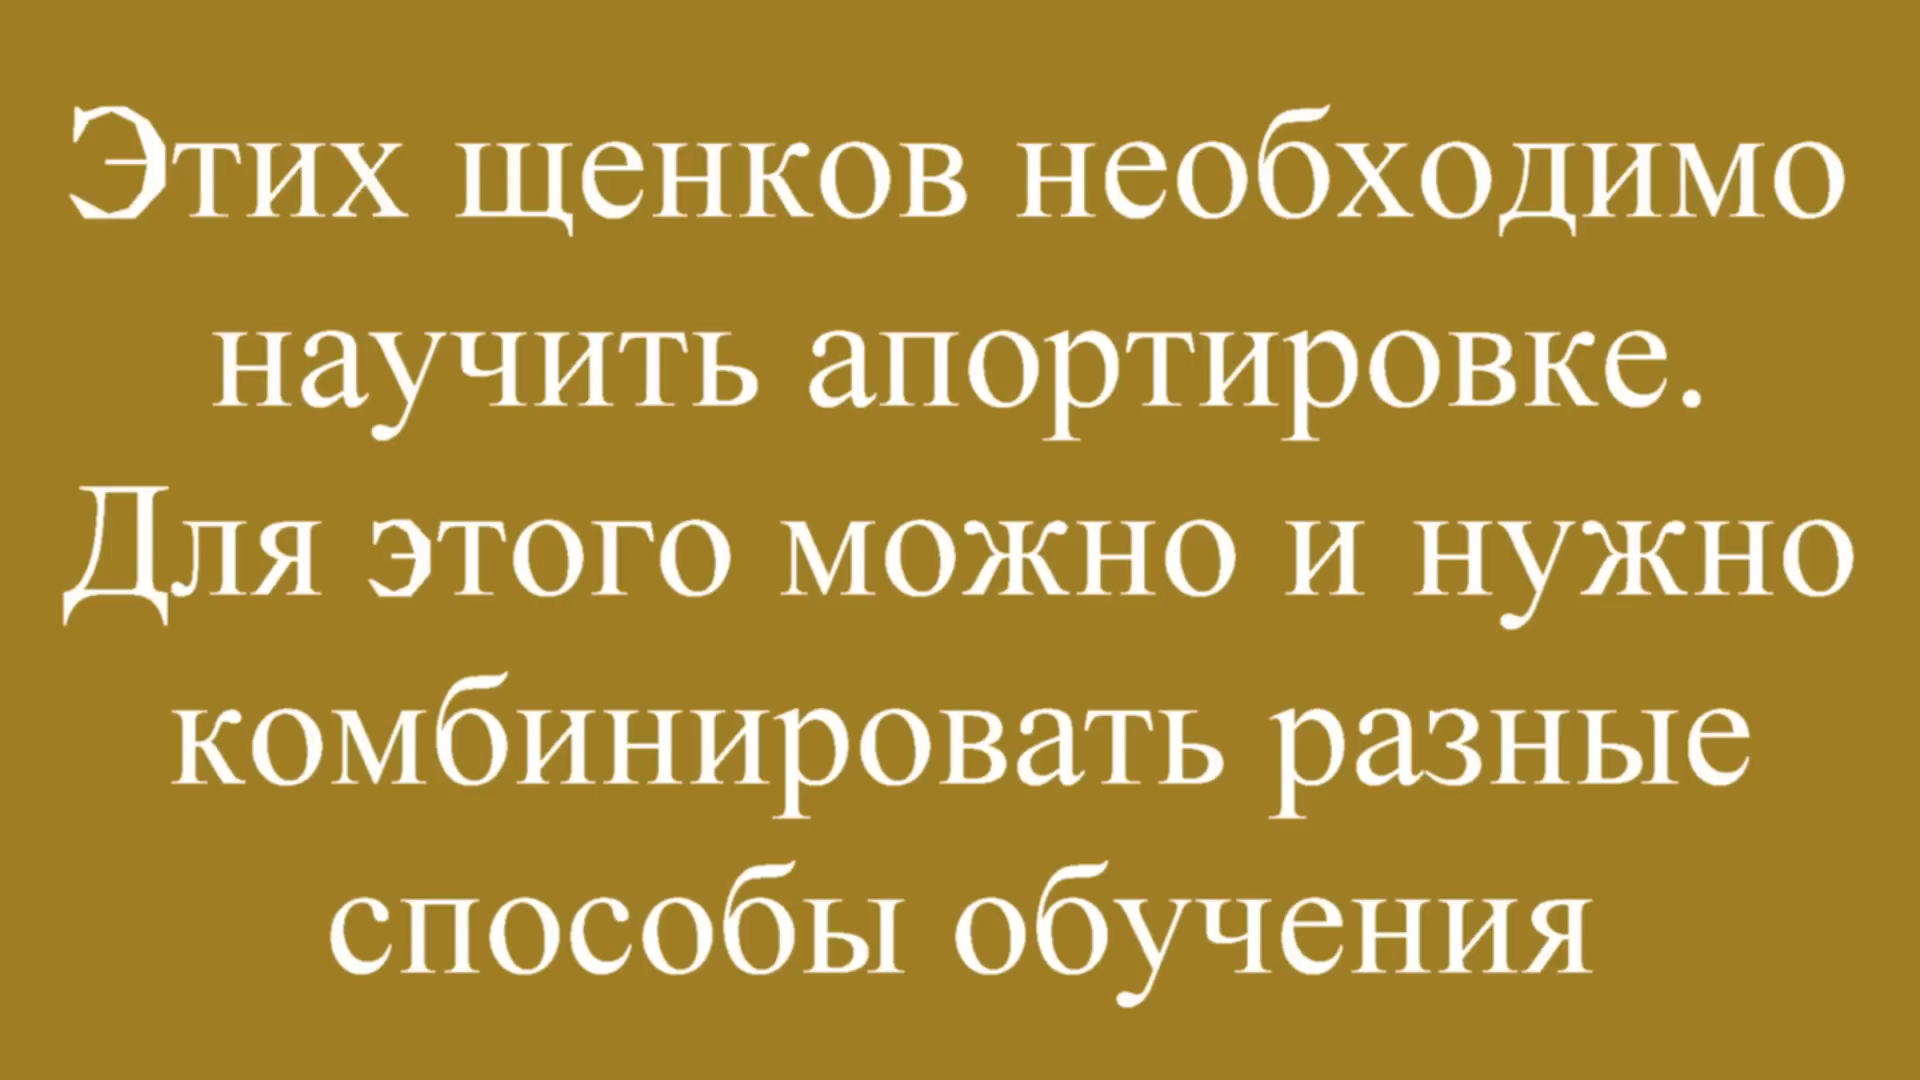 Этих щенков необходимо
научить апортировке.
Для этого можно и нужно
комбинировать разные
способы обучения